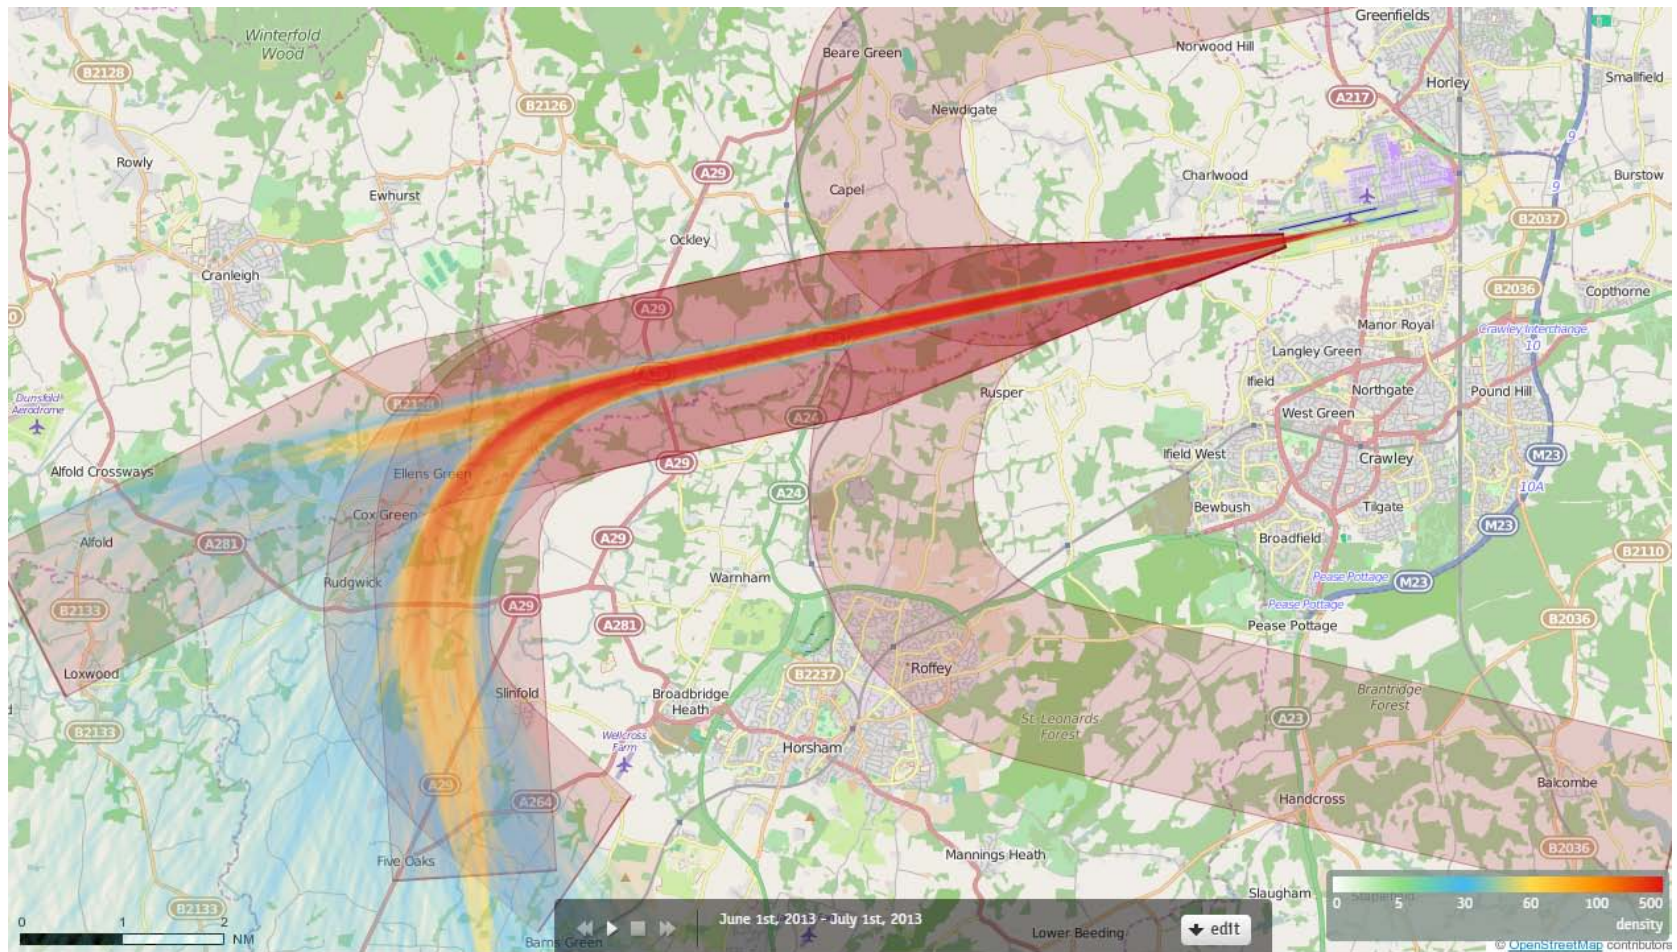 Greenfields
Winterfold
Wood
Beare Green
Norwood Hill
B2128
Smallfield
Horley
A217
B2126
Newdigate
9
Rowly
A29
Charlwood
Burstow
9
Ewhurst
Capel
B2037
Ockley
Cranleigh
B2036
Copthorne
A29
Manor Royal
Crawley Interchange
10
Langley Green
Ifield
Northgate
Pound Hill
Rusper
Dunsfold
Aerodrome
B2128
West Green
A24
Ifield West
Crawley
M23
Alfold Crossways
Ellens Green
A29
10A
A24
Cox Green
Bewbush
Tilgate
M23
Alfold
A281
A29
Broadfield
B2110
Rudgwick
Warnham
Pease Pottage
M23
B2133
A29
Pease Pottage
A281
Pease Pottage
B2036
Loxwood
B2237
Roffey
Slinfold
Broadbridge
Heath
Brantridge
Forest
B2133
St Leonards
Forest
A23
Wellcross
Farm
Horsham
A29
A264
Balcombe
Handcross
Five Oaks
Mannings Heath
B2036
Slaugham
0 5 30 60 100 500
density
B2133
0 1 2
NM
June 1st, 2013 - July 1st, 2013
edit
Barns Green
Lower Beeding
© OpenStreetMap contributors